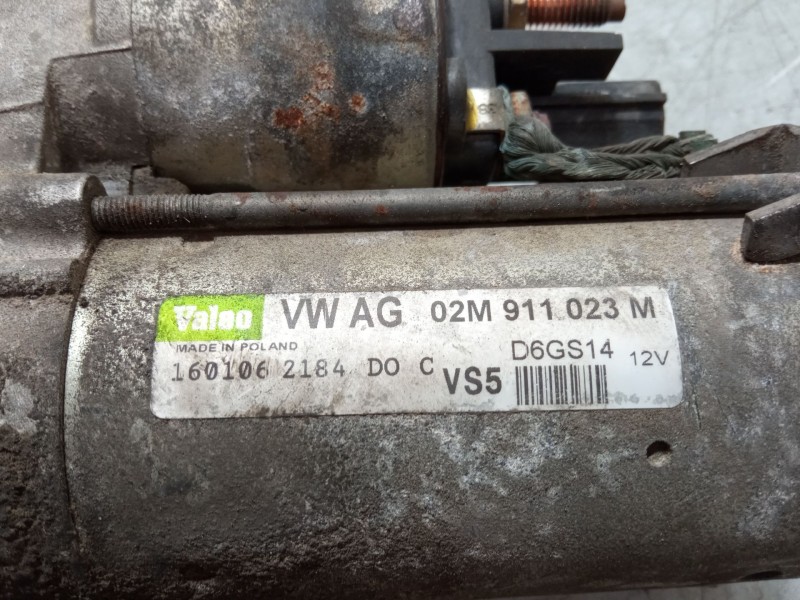 Valeo VW AG 02M 911 023 M
MADE IN POLAND
D6GS14 12V
160106 2184 DO C VS5